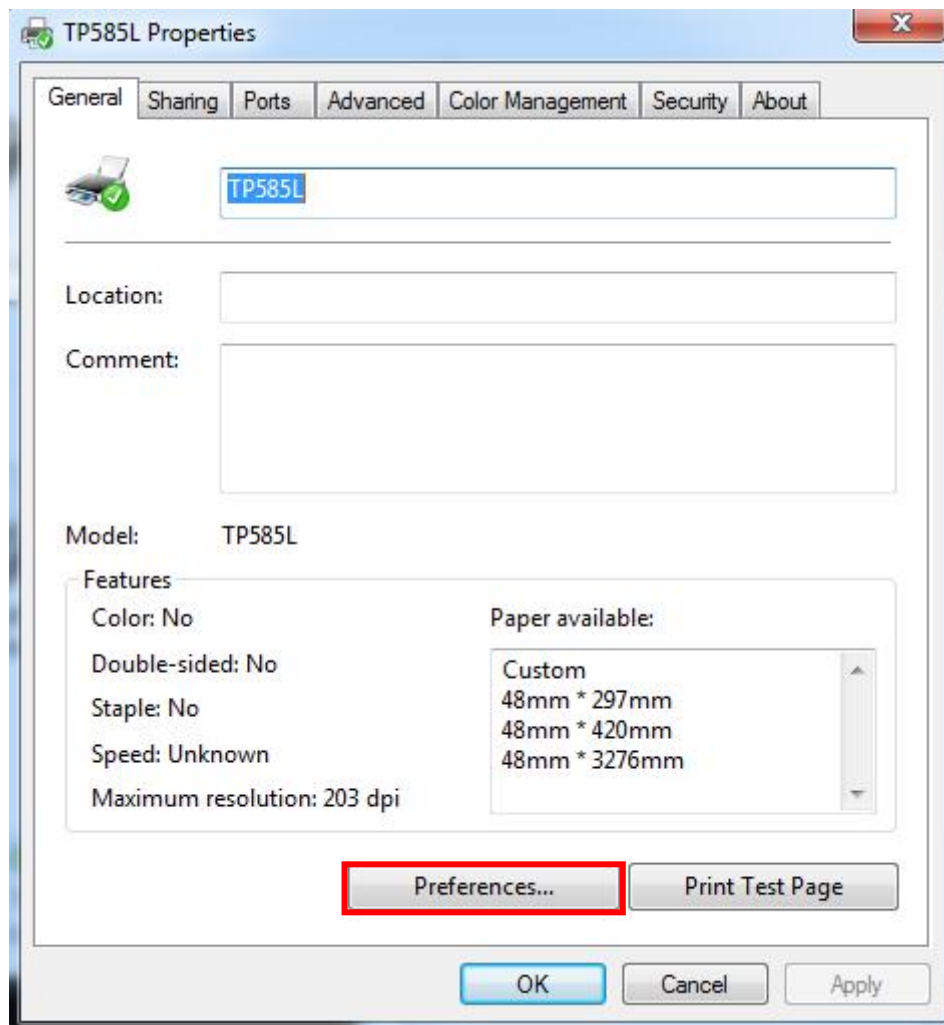 TP585L Properties
General Sharing Ports Advanced Color Management Security About
TP585L
Location:
Comment:
Model: TP585L
Features
Color: No
Double-sided: No
Staple: No
Speed: Unknown
Maximum resolution: 203 dpi
Paper available:
Custom
48mm * 297mm
48mm * 420mm
48mm * 3276mm
Preferences... Print Test Page
OK Cancel Apply